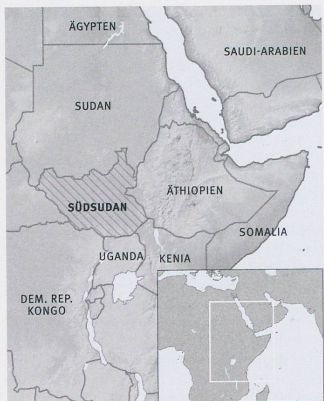 ÄGYPTEN
SAUDI-ARABIEN
SUDAN
ÄTHIOPIEN
SÜDSUDAN
SOMALIA
UGANDA
KENIA
DEM. REP.
KONGO